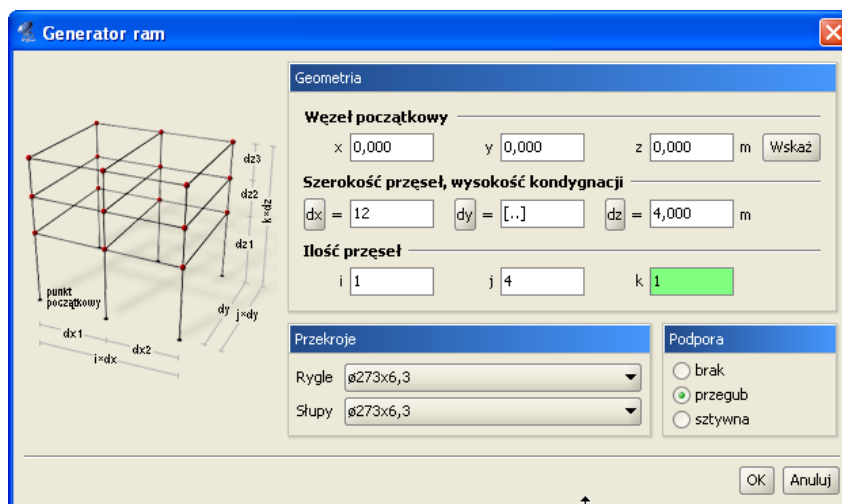 Generator ram
Geometria
Węzeł początkowy
x 0,000 y 0,000 z 0,000 m Wskaż
Szerokość przęseł, wysokość kondygnacji
dx = 12 dy = [..] dz = 4,000 m
Ilość przęseł
i 1 j 4 k 1
dz3
dz2
k×dz
dz1
punkt
początkowy
dy
j×dy
dx1
dx2
i×dx
Przekroje
Rygle ø273x6,3
Słupy ø273x6,3
Podpora
brak
przegub
sztywna
OK Anuluj